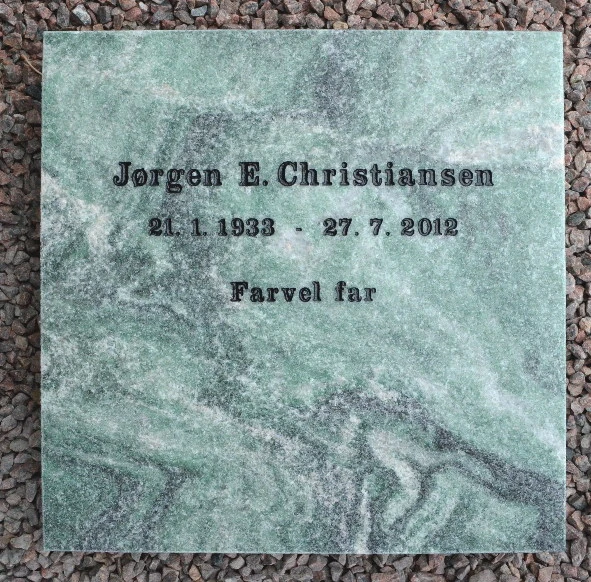 Jørgen E. Christiansen
21. 1. 1933 - 27. 7. 2012
Farvel far